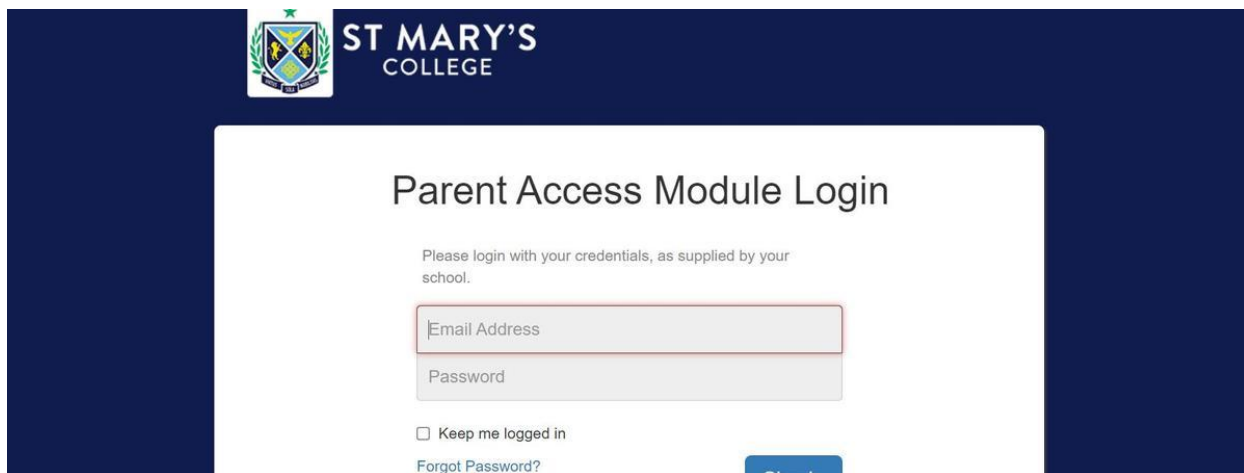 ST MARY'S
COLLEGE
Parent Access Module Login
Please login with your credentials, as supplied by your
school.
Email Address
Password
Keep me logged in
Forgot Password?